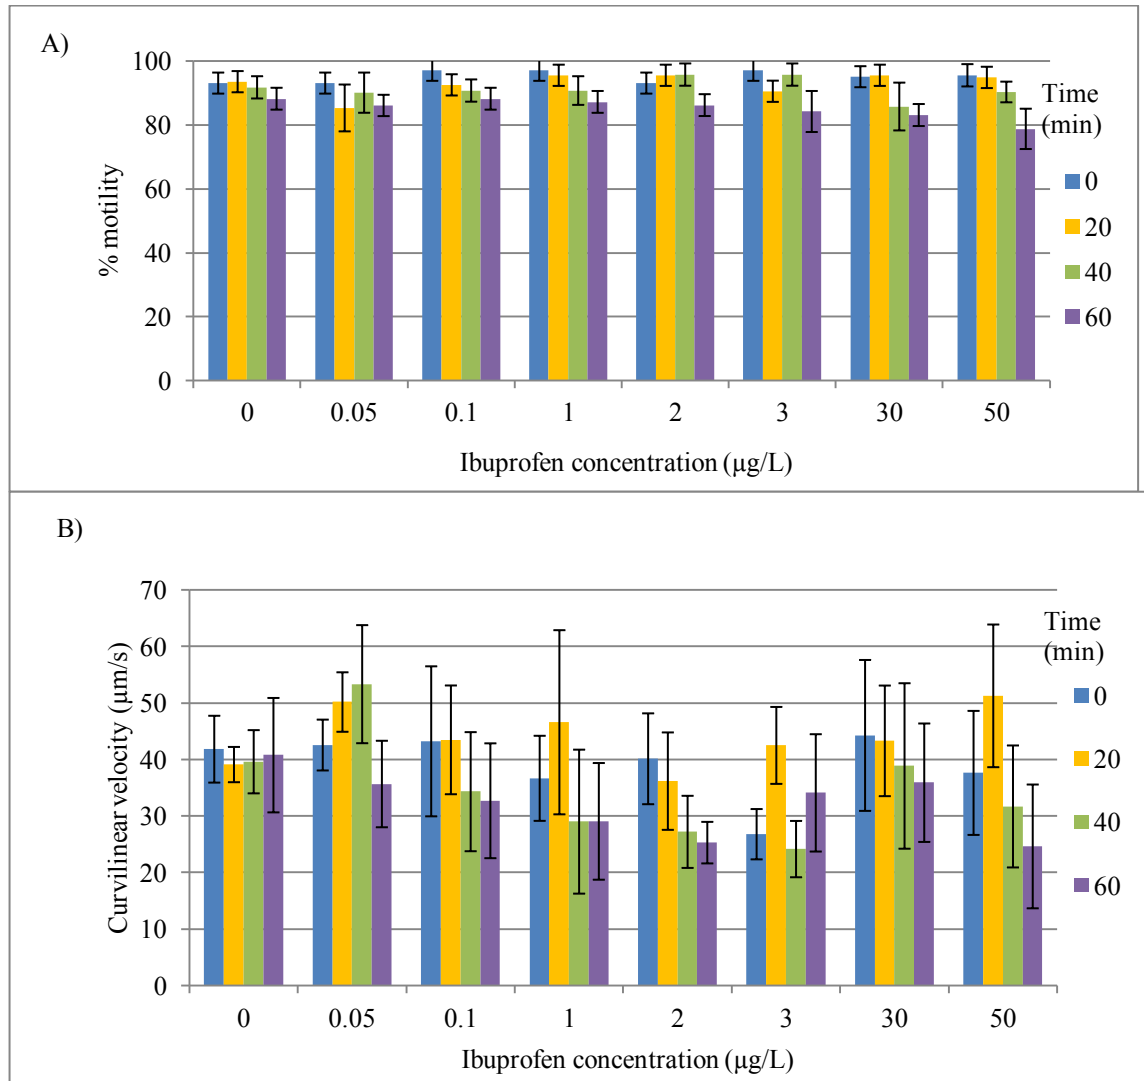 A)
100
80
60
40
20
0
% motility
0 0.05 0.1 1 2 3 30 50
Ibuprofen concentration (µg/L)
Time
(min)
0
20
40
60
B)
70
60
50
40
30
20
10
0
Curvilinear velocity (µm/s)
0 0.05 0.1 1 2 3 30 50
Ibuprofen concentration (µg/L)
Time
(min)
0
20
40
60